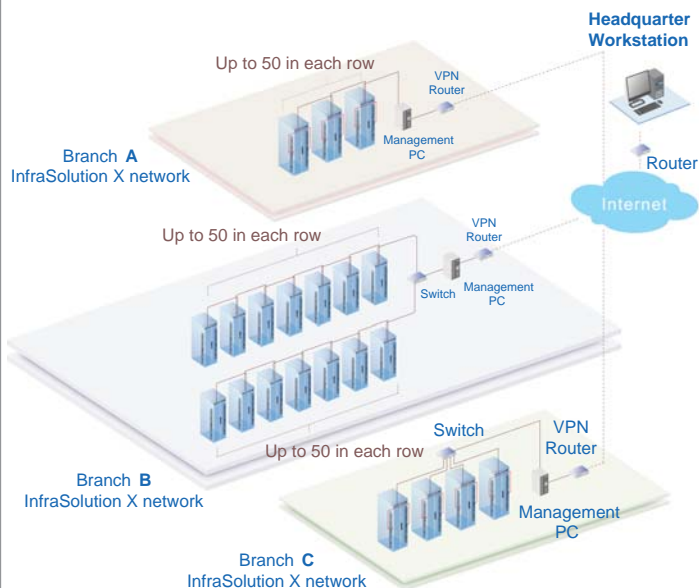 Headquarter
Workstation
Up to 50 in each row
VPN
Router
Management
PC
Branch A
InfraSolution X network
Router
Internet
Up to 50 in each row
VPN
Router
Switch
Management
PC
Up to 50 in each row
Branch B
InfraSolution X network
Switch
VPN
Router
Management
PC
Branch C
InfraSolution X network